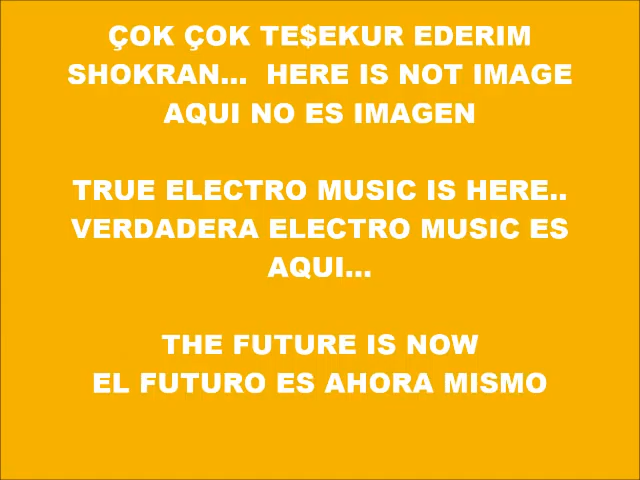 ÇOK ÇOK TE$EKUR EDERIM
SHOKRAN... HERE IS NOT IMAGE
AQUI NO ES IMAGEN
TRUE ELECTRO MUSIC IS HERE..
VERDADERA ELECTRO MUSIC ES
AQUI...
THE FUTURE IS NOW
EL FUTURO ES AHORA MISMO